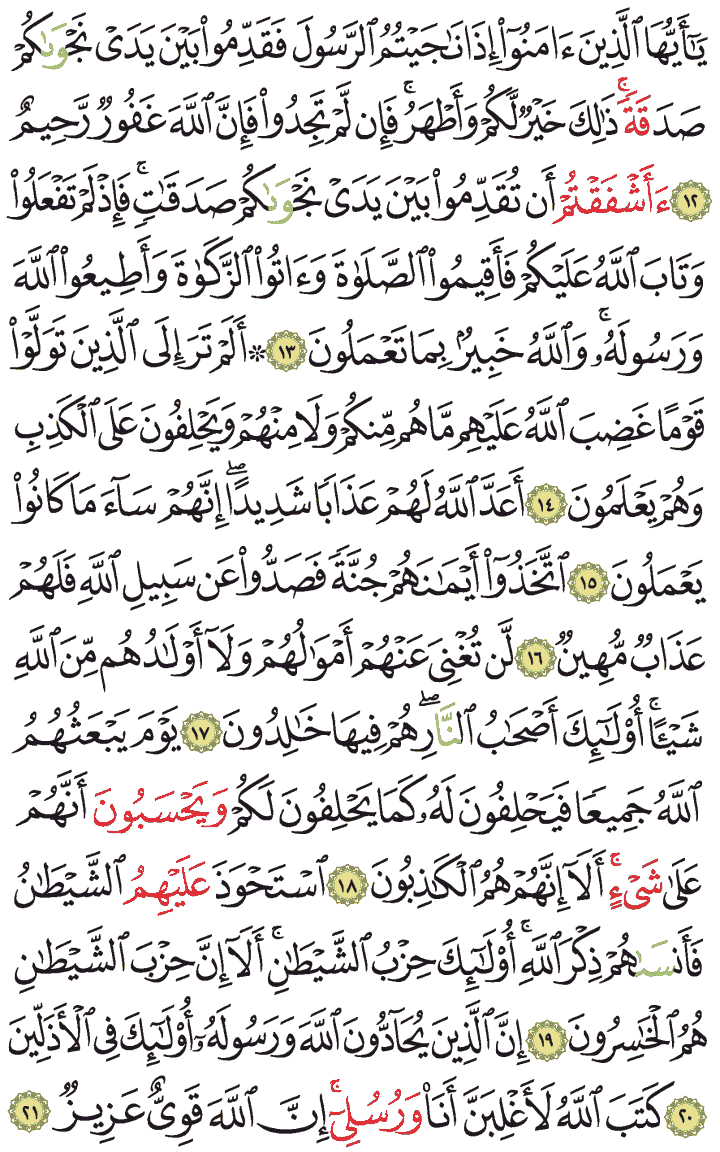 يَٰٓأَيُّهَا ٱلَّذِينَ ءَامَنُوٓا۟ إِذَا نَٰجَيْتُمُ ٱلرَّسُولَ فَقَدِّمُوا۟ بَيْنَ يَدَىْ نَجْوَىٰكُمْ
صَدَقَةً ۚ ذَٰلِكَ خَيْرٌ لَّكُمْ وَأَطْهَرُ ۚ فَإِن لَّمْ تَجِدُوا۟ فَإِنَّ ٱللَّهَ غَفُورٌ رَّحِيمٌ
١٢ ءَأَشْفَقْتُمْ أَن تُقَدِّمُوا۟ بَيْنَ يَدَىْ نَجْوَىٰكُمْ صَدَقَٰتٍ ۚ فَإِذْ لَمْ تَفْعَلُوا۟
وَتَابَ ٱللَّهُ عَلَيْكُمْ فَأَقِيمُوا۟ ٱلصَّلَوٰةَ وَءَاتُوا۟ ٱلزَّكَوٰةَ وَأَطِيعُوا۟ ٱللَّهَ
وَرَسُولَهُۥ ۚ وَٱللَّهُ خَبِيرٌۢ بِمَا تَعْمَلُونَ ١٣ * أَلَمْ تَرَ إِلَى ٱلَّذِينَ تَوَلَّوْا۟
قَوْمًا غَضِبَ ٱللَّهُ عَلَيْهِم مَّا هُم مِّنكُمْ وَلَا مِنْهُمْ وَيَحْلِفُونَ عَلَى ٱلْكَذِبِ
وَهُمْ يَعْلَمُونَ ١٤ أَعَدَّ ٱللَّهُ لَهُمْ عَذَابًا شَدِيدًا ۖ إِنَّهُمْ سَآءَ مَا كَانُوا۟
يَعْمَلُونَ ١٥ ٱتَّخَذُوٓا۟ أَيْمَٰنَهُمْ جُنَّةً فَصَدُّوا۟ عَن سَبِيلِ ٱللَّهِ فَلَهُمْ
عَذَابٌ مُّهِينٌ ١٦ لَّن تُغْنِىَ عَنْهُمْ أَمْوَٰلُهُمْ وَلَآ أَوْلَٰدُهُم مِّنَ ٱللَّهِ
شَيْـًٔا ۚ أُو۟لَٰٓئِكَ أَصْحَٰبُ ٱلنَّارِ ۖ هُمْ فِيهَا خَٰلِدُونَ ١٧ يَوْمَ يَبْعَثُهُمُ
ٱللَّهُ جَمِيعًا فَيَحْلِفُونَ لَهُۥ كَمَا يَحْلِفُونَ لَكُمْ وَيَحْسَبُونَ أَنَّهُمْ
عَلَىٰ شَىْءٍ ۚ أَلَآ إِنَّهُمْ هُمُ ٱلْكَٰذِبُونَ ١٨ ٱسْتَحْوَذَ عَلَيْهِمُ ٱلشَّيْطَٰنُ
فَأَنسَىٰهُمْ ذِكْرَ ٱللَّهِ ۚ أُو۟لَٰٓئِكَ حِزْبُ ٱلشَّيْطَٰنِ ۚ أَلَآ إِنَّ حِزْبَ ٱلشَّيْطَٰنِ
هُمُ ٱلْخَٰسِرُونَ ١٩ إِنَّ ٱلَّذِينَ يُحَآدُّونَ ٱللَّهَ وَرَسُولَهُۥٓ أُو۟لَٰٓئِكَ فِى ٱلْأَذَلِّينَ
٢٠ كَتَبَ ٱللَّهُ لَأَغْلِبَنَّ أَنَا۠ وَرُسُلِىٓ ۚ إِنَّ ٱللَّهَ قَوِىٌّ عَزِيزٌ ٢١